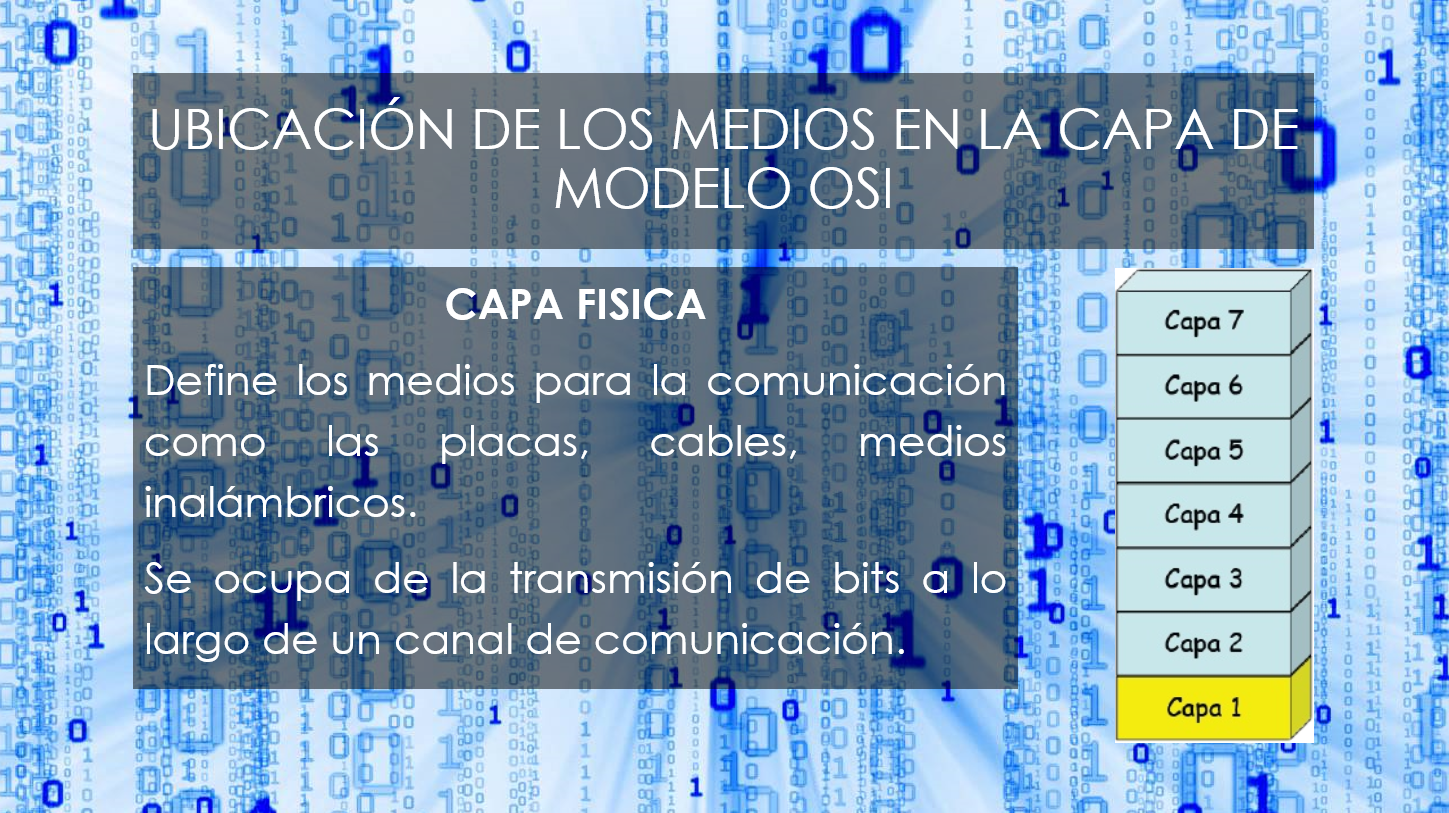 UBICACIÓN DE LOS MEDIOS EN LA CAPA DE
MODELO OSI
CAPA FISICA
Define los medios para la comunicación
como las placas, cables, medios
inalámbricos.
Se ocupa de la transmisión de bits a lo
largo de un canal de comunicación.
Capa 7
Capa 6
Capa 5
Capa 4
Capa 3
Capa 2
Capa 1